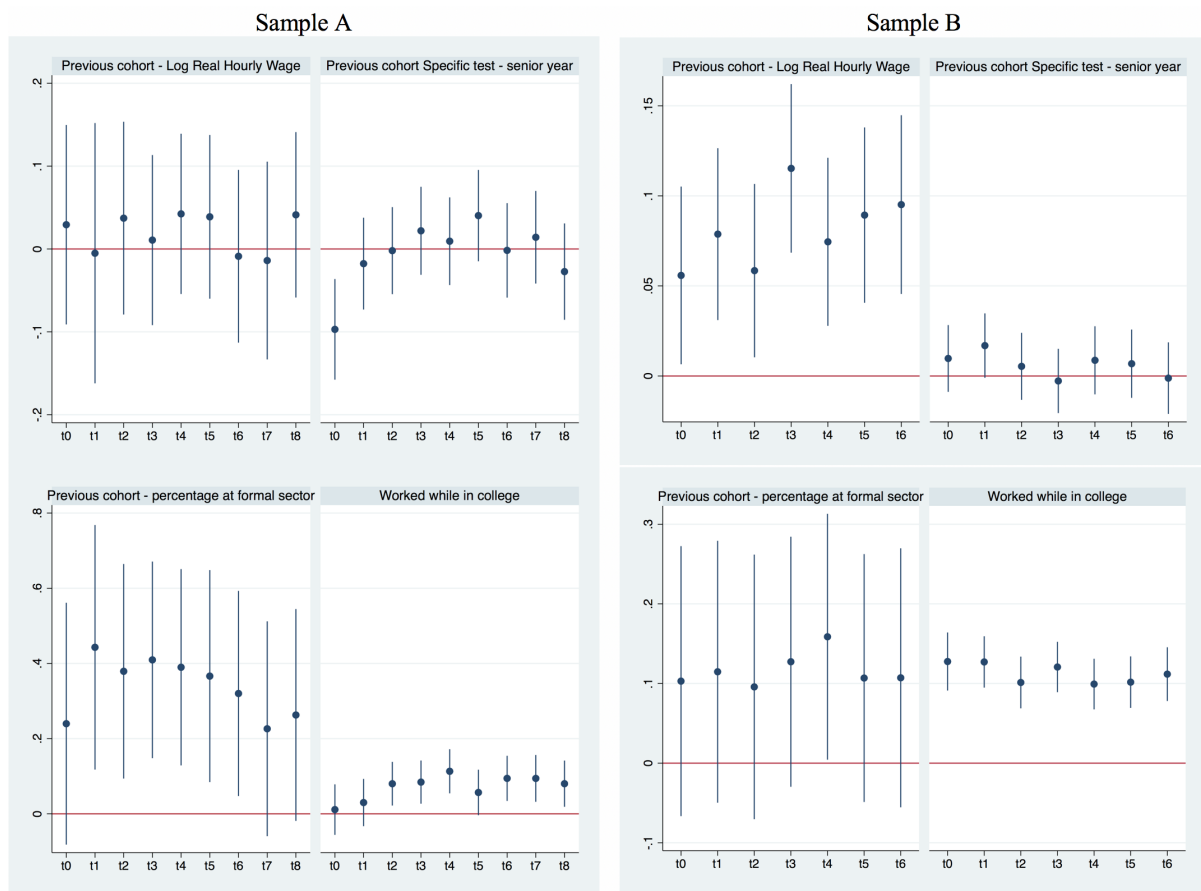 Sample A
Sample B
Previous cohort - Log Real Hourly Wage
Previous cohort Specific test - senior year
.2
.1
0
-.1
-.2
t0 t1 t2 t3 t4 t5 t6 t7 t8
t0 t1 t2 t3 t4 t5 t6 t7 t8
Previous cohort - percentage at formal sector
Worked while in college
.8
.6
.4
.2
0
t0 t1 t2 t3 t4 t5 t6 t7 t8
t0 t1 t2 t3 t4 t5 t6 t7 t8
Previous cohort - Log Real Hourly Wage
Previous cohort Specific test - senior year
.15
.1
.05
0
t0 t1 t2 t3 t4 t5 t6
t0 t1 t2 t3 t4 t5 t6
Previous cohort - percentage at formal sector
Worked while in college
.3
.2
.1
0
-.1
t0 t1 t2 t3 t4 t5 t6
t0 t1 t2 t3 t4 t5 t6